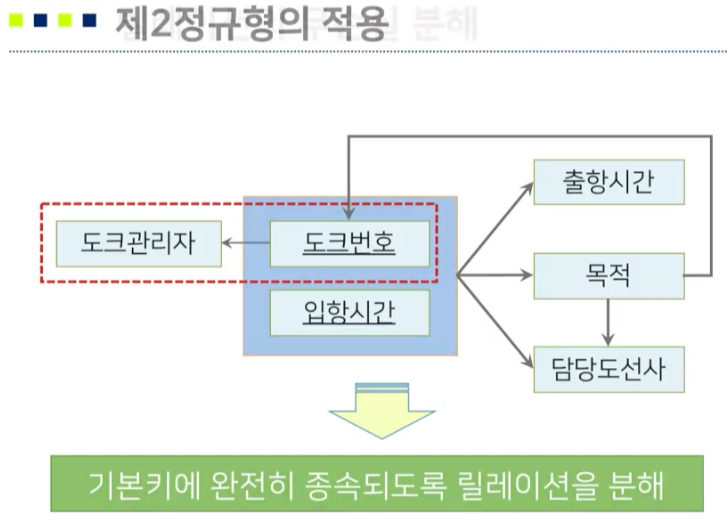 제2정규형의 적용
출항시간
도크관리자
도크번호
목적
입항시간
담당도선사
기본키에 완전히 종속되도록 릴레이션을 분해